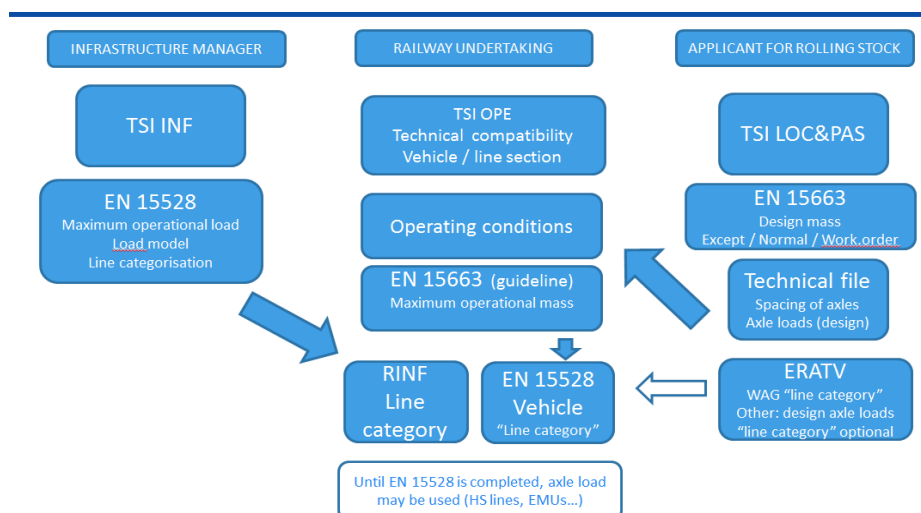 INFRASTRUCTURE MANAGER
RAILWAY UNDERTAKING
APPLICANT FOR ROLLING STOCK
TSI INF
EN 15528
Maximum operational load
Load model
Line categorisation
TSI OPE
Technical compatibility
Vehicle / line section
Operating conditions
EN 15663 (guideline)
Maximum operational mass
TSI LOC&PAS
EN 15663
Design mass
Except / Normal / Work.order
Technical file
Spacing of axles
Axle loads (design)
RINF
Line
category
EN 15528
Vehicle
“Line category”
ERATV
WAG “line category”
Other: design axle loads
“line category” optional
Until EN 15528 is completed, axle load
may be used (HS lines, EMUs…)